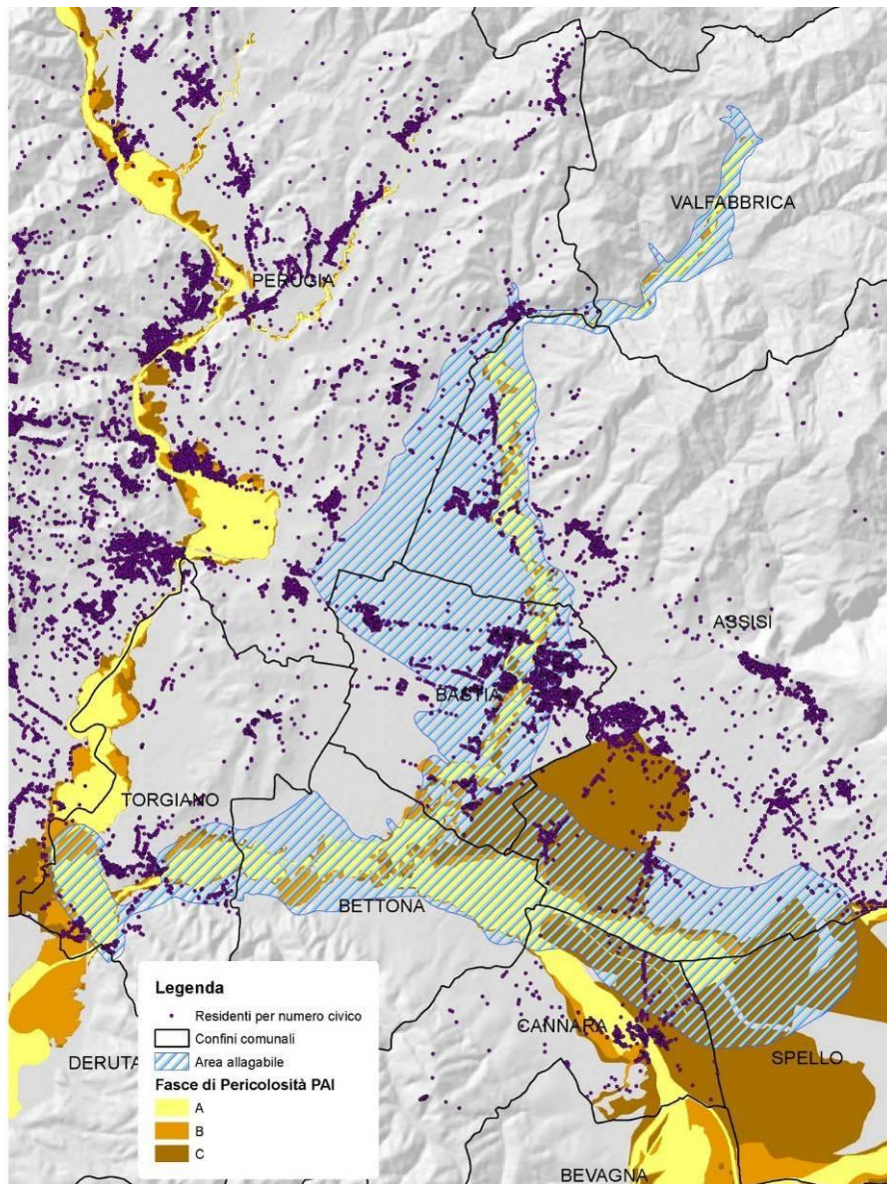 VALFABBRICA
PERUGIA
ASSISI
BASTIA
TORGIANO
BETTONA
CANNARA
SPELLO
DERUTA
BEVAGNA
Legenda
Residenti per numero civico
Confini comunali
Area allagabile
Fasce di Pericolosità PAI
A
B
C